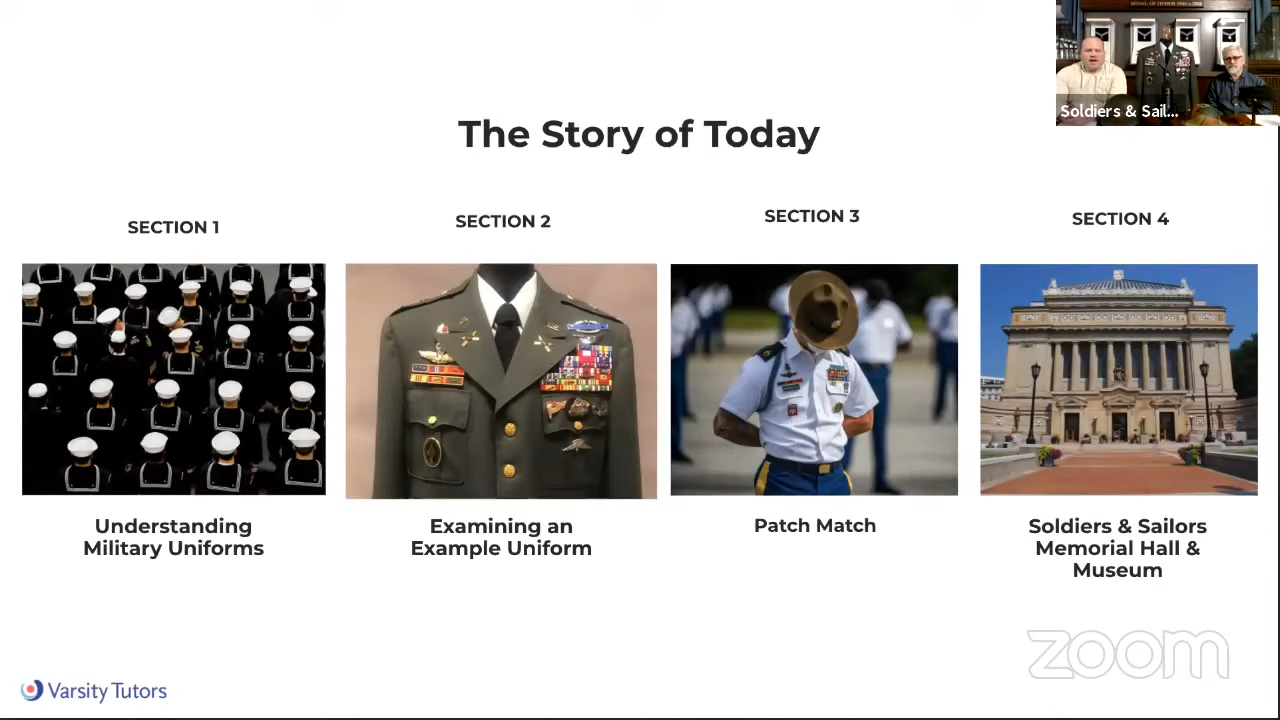 Soldiers & Sail...
The Story of Today
SECTION 1
SECTION 2
SECTION 3
SECTION 4
Understanding
Military Uniforms
Examining an
Example Uniform
Patch Match
Soldiers & Sailors
Memorial Hall &
Museum
zoom
Varsity Tutors